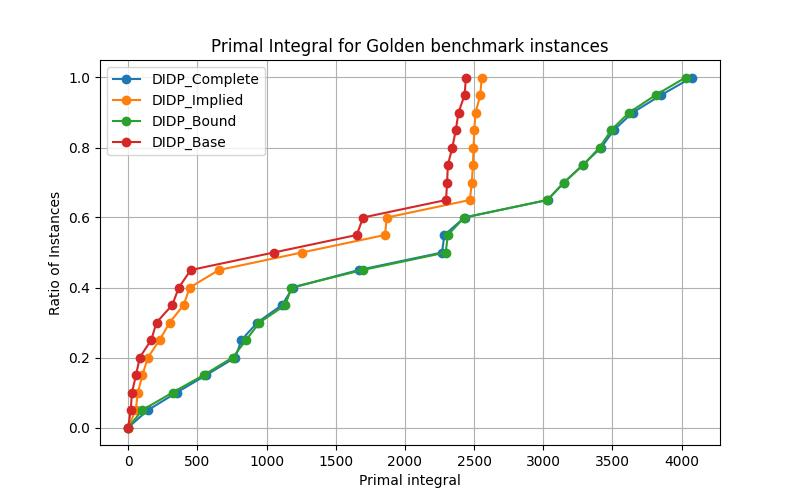 Primal Integral for Golden benchmark instances
DIDP_Complete
DIDP_Implied
DIDP_Bound
DIDP_Base
Ratio of Instances
1.0
0.8
0.6
0.4
0.2
0.0
0 500 1000 1500 2000 2500 3000 3500 4000
Primal integral